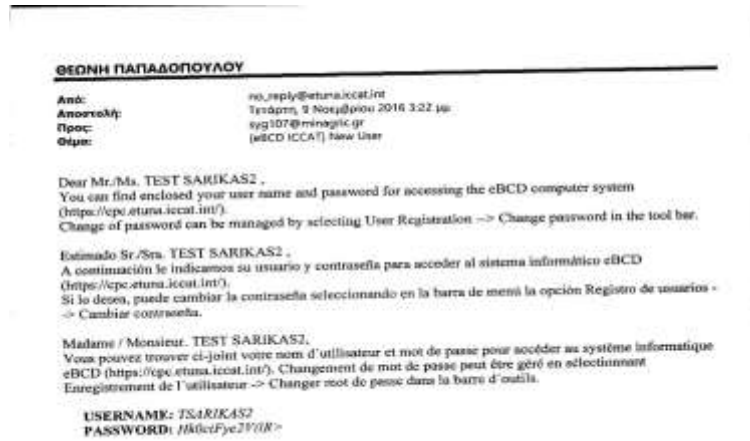 ΘΕΩΝΗ ΠΑΠΑΔΟΠΟΥΛΟΥ
Από: no_reply@etuna.iccat.int
Αποστολή: Τετάρτη, 9 Νοεμβρίου 2016 3:22 μμ
Προς: syg107@minagric.gr
Θέμα: [eBCD ICCAT] New User
Dear Mr./Ms. TEST SARIKAS2 ,
You can find enclosed your user name and password for accessing the eBCD computer system
(https://cpc.etuna.iccat.int/).
Change of password can be managed by selecting User Registration --> Change password in the tool bar.
Estimado Sr./Sra. TEST SARIKAS2 ,
A continuación le indicamos su usuario y contraseña para acceder al sistema informático eBCD
(https://cpc.etuna.iccat.int/).
Si lo desea, puede cambiar la contraseña seleccionando en la barra de menú la opción Registro de usuarios -
-> Cambiar contraseña.
Madame / Monsieur. TEST SARIKAS2,
Vous pouvez trouver ci-joint votre nom d'utilisateur et mot de passe pour accéder au système informatique
eBCD (https://cpc.etuna.iccat.int/). Changement de mot de passe peut être géré en sélectionnant
Enregistrement de l'utilisateur -> Changer mot de passe dans la barre d'outils.
USERNAME: TSARIKAS2
PASSWORD: